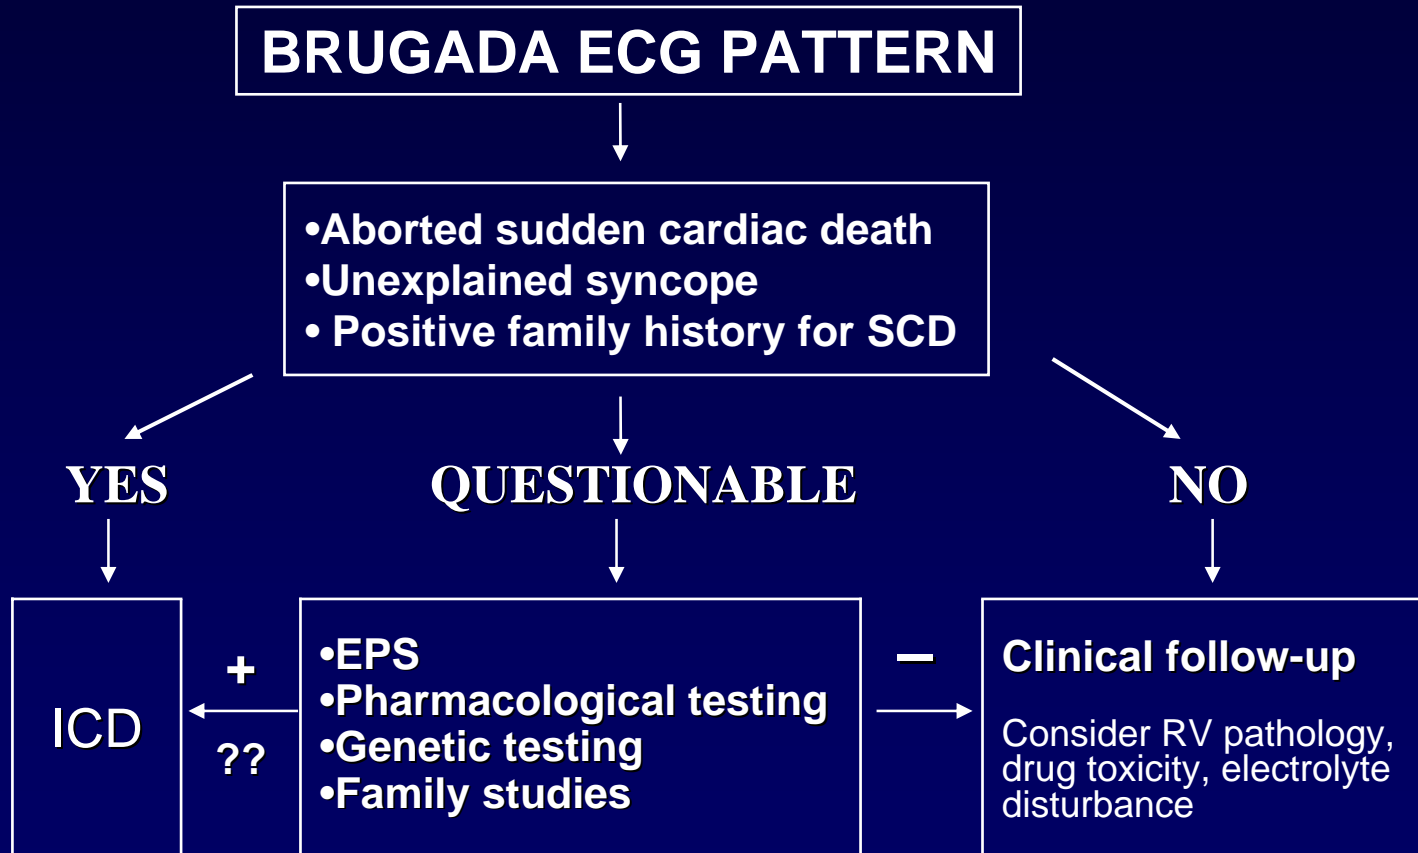 BRUGADA ECG PATTERN
•Aborted sudden cardiac death
•Unexplained syncope
• Positive family history for SCD
YES
QUESTIONABLE
NO
ICD
+
??
•EPS
•Pharmacological testing
•Genetic testing
•Family studies
–
Clinical follow-up
Consider RV pathology,
drug toxicity, electrolyte
disturbance